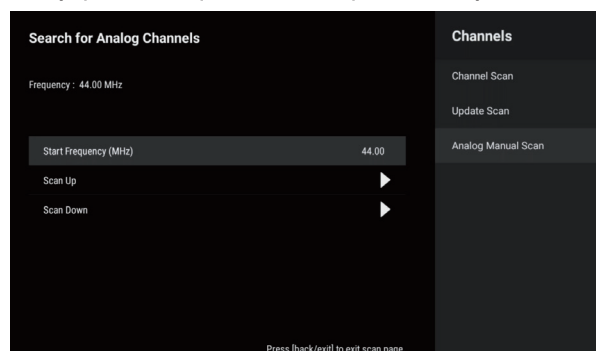 Search for Analog Channels
Frequency : 44.00 MHz
Start Frequency (MHz) 44.00
Scan Up
Scan Down
Press [back/exit] to exit scan page
Channels
Channel Scan
Update Scan
Analog Manual Scan